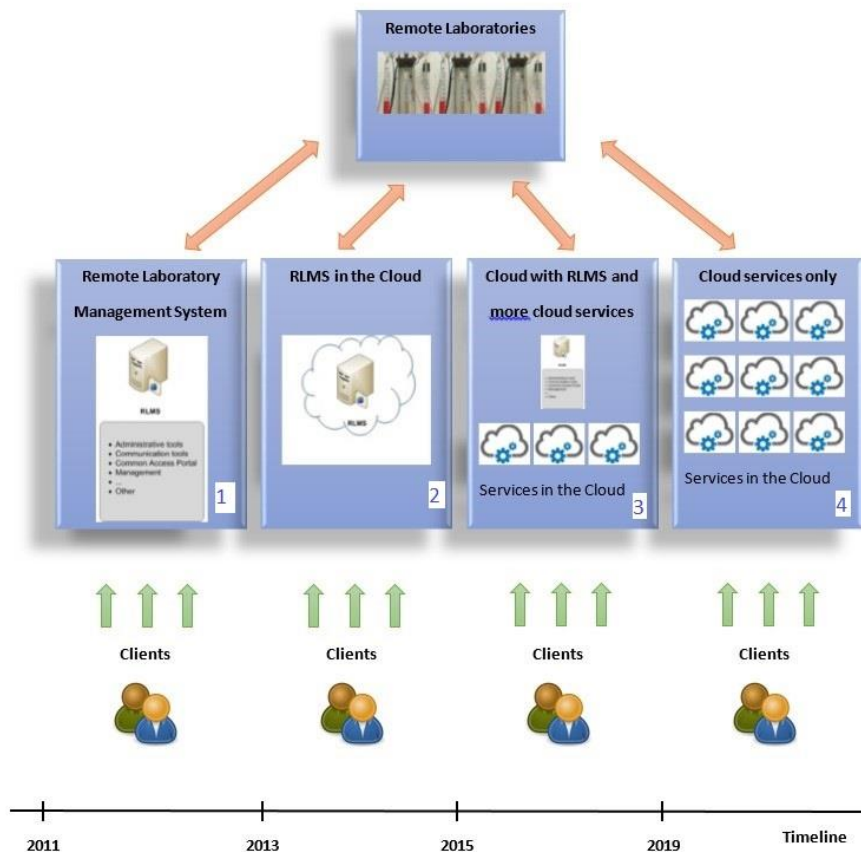 Remote Laboratories
Remote Laboratory
Management System
RLMS
• Administrative tools
• Communication tools
• Common Access Portal
• Management
• ...
• Other
1
RLMS in the Cloud
RLMS
2
Cloud with RLMS and
more cloud services
Services in the Cloud
3
Cloud services only
Services in the Cloud
4
Clients
Clients
Clients
Clients
2011
2013
2015
2019
Timeline